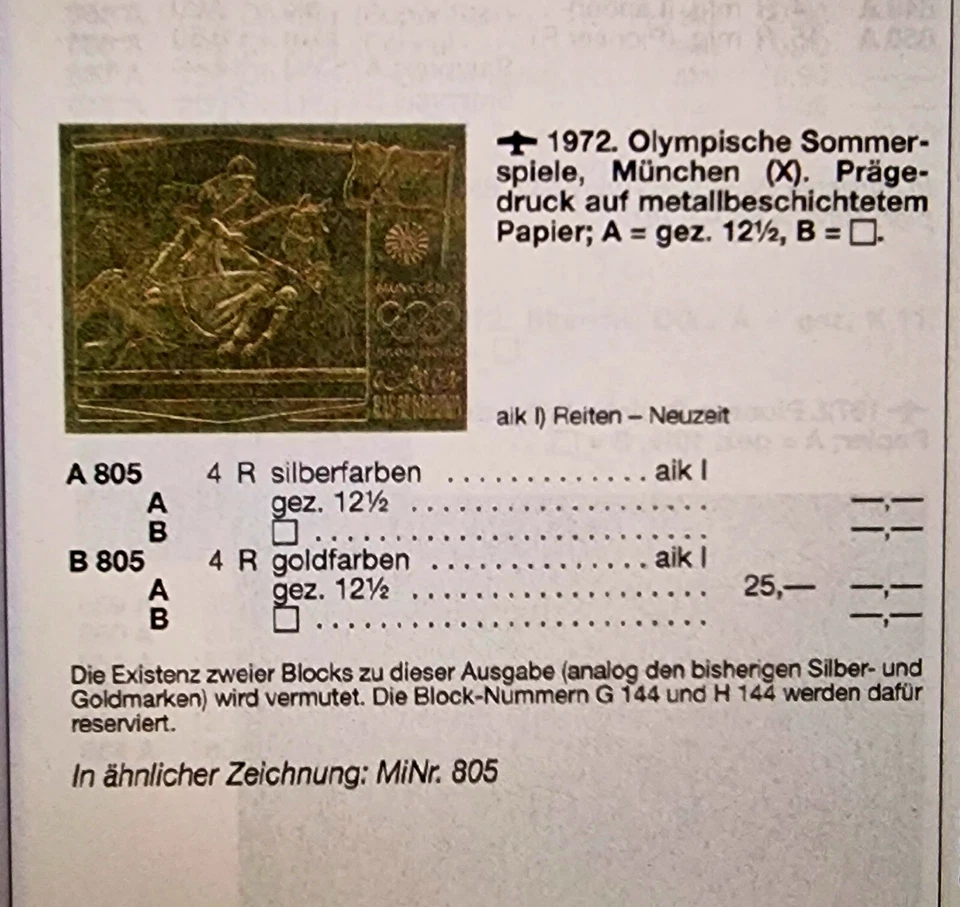 1972. Olympische Sommer-
spiele, München (X). Präge-
druck auf metallbeschichtetem
Papier; A = gez. 12½, B = □.
aik I) Reiten – Neuzeit
A 805 4 R silberfarben . . . . . . . . . . . . . aik I
A gez. 12½ . . . . . . . . . . . . . . . . . . . . . —,—
B □ . . . . . . . . . . . . . . . . . . . . . . . . . . . —,—
B 805 4 R goldfarben . . . . . . . . . . . . . . aik I
A gez. 12½ . . . . . . . . . . . . . . . . . . . . . 25,— —,—
B □ . . . . . . . . . . . . . . . . . . . . . . . . . . . —,—
Die Existenz zweier Blocks zu dieser Ausgabe (analog den bisherigen Silber- und
Goldmarken) wird vermutet. Die Block-Nummern G 144 und H 144 werden dafür
reserviert.
In ähnlicher Zeichnung: MiNr. 805